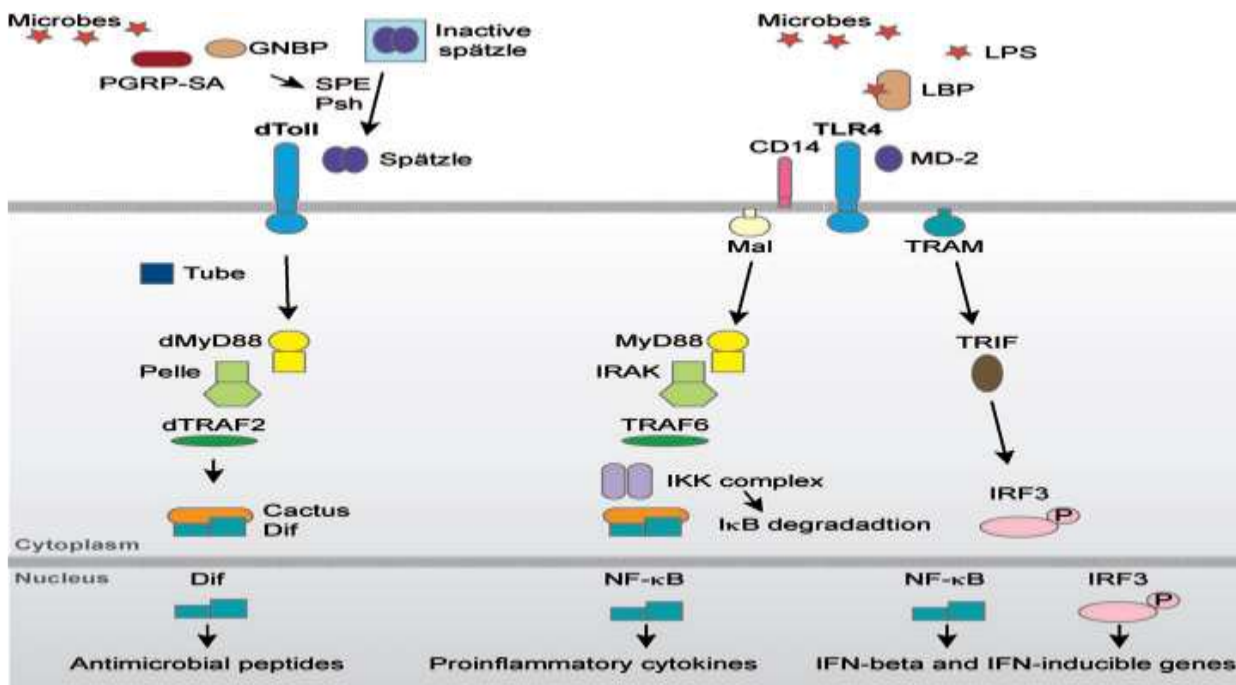 Microbes
GNBP
PGRP-SA
Inactive
spätzle
SPE
Psh
dToll
Spätzle
Microbes
LPS
LBP
TLR4
CD14
MD-2
Tube
dMyD88
Pelle
dTRAF2
Cactus
Dif
Mal
TRAM
MyD88
IRAK
TRAF6
TRIF
IKK complex
IκB degradadtion
IRF3
P
Cytoplasm
Nucleus
Dif
NF-κB
NF-κB
IRF3
P
Antimicrobial peptides
Proinflammatory cytokines
IFN-beta and IFN-inducible genes